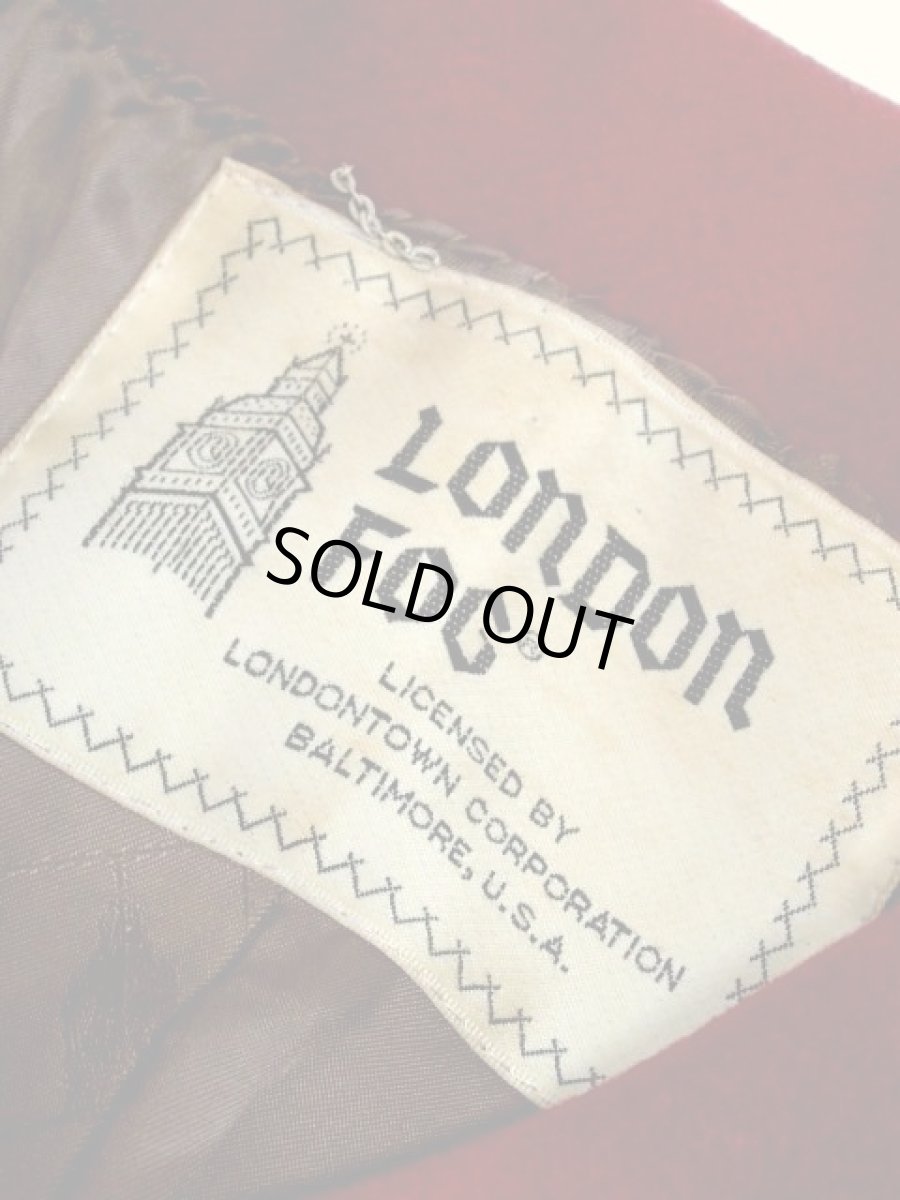 LONDON
FOG®
SOLD OUT
LICENSED BY
LONDONTOWN CORPORATION
BALTIMORE, U.S.A.